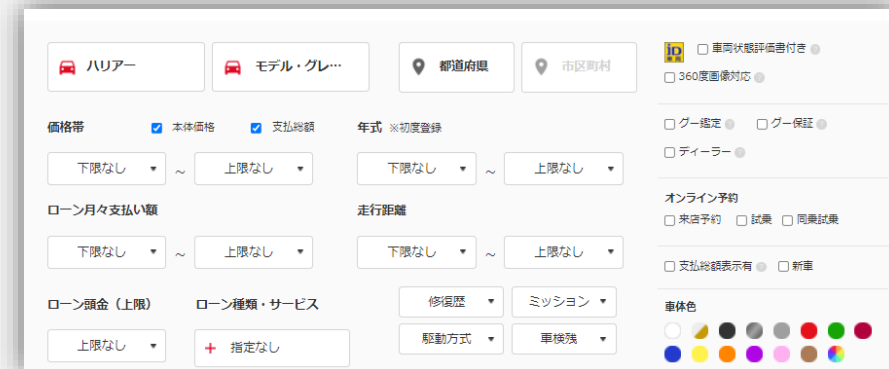 ハリアー
モデル・グレ…
都道府県
市区町村
価格帯 本体価格 支払総額
下限なし ～ 上限なし
年式 ※初度登録
下限なし ～ 上限なし
ローン月々支払い額
下限なし ～ 上限なし
走行距離
下限なし ～ 上限なし
ローン頭金（上限）
上限なし
ローン種類・サービス
+ 指定なし
修復歴 ミッション
駆動方式 車検残
iD 車両状態評価書付き ?
360度画像対応 ?
グー鑑定 ? グー保証 ?
ディーラー ?
オンライン予約
来店予約 試乗 同乗試乗
支払総額表示有 ? 新車
車体色